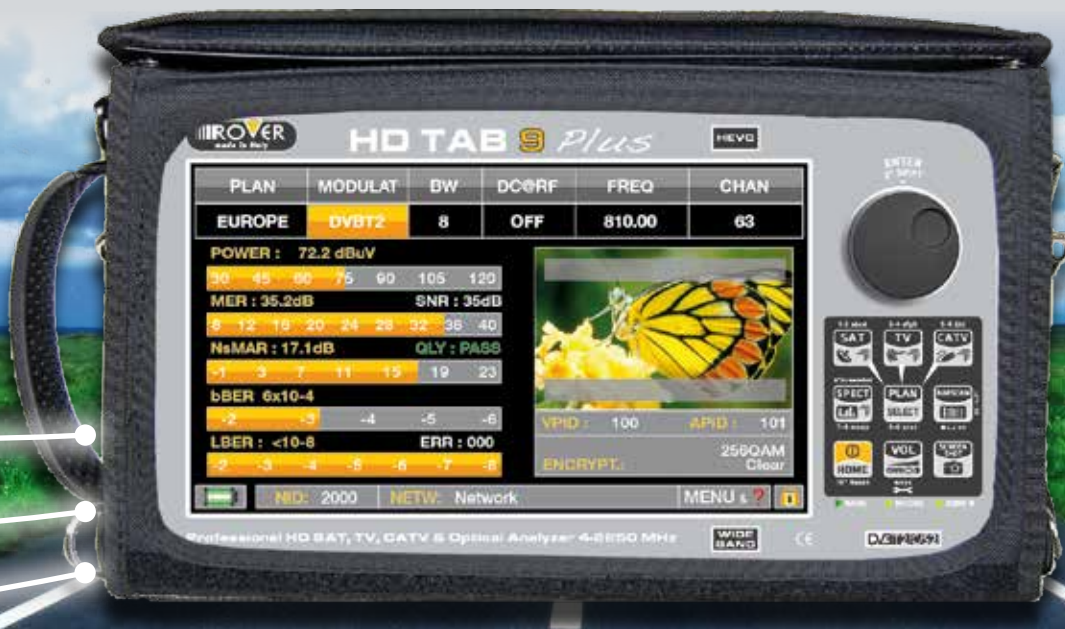 ROVER
made in Italy
HD TAB 9 Plus
HEVC
PLAN MODULAT BW DC@RF FREQ CHAN
EUROPE DVBT2 8 OFF 810.00 63
POWER : 72.2 dBuV
30 45 60 75 90 105 120
MER : 35.2dB SNR : 35dB
8 12 16 20 24 28 32 36 40
NsMAR : 17.1dB QLY : PASS
-1 3 7 11 15 19 23
bBER 6x10-4
-2 -3 -4 -5 -6
LBER : <10-8 ERR : 000
-2 -3 -4 -5 -6 -7 -8
VPID : 100 APID : 101
256QAM
ENCRYPT.: Clear
NID: 2000 NETW: Network MENU & ?
Professional HD SAT, TV, CATV & Optical Analyzer 4-2650 MHz
WIDE
BAND
CE
ENTER
SAT TV CATV
SPECT PLAN BARSCAN
SELECT
HOME VOL SCREEN
SHOT